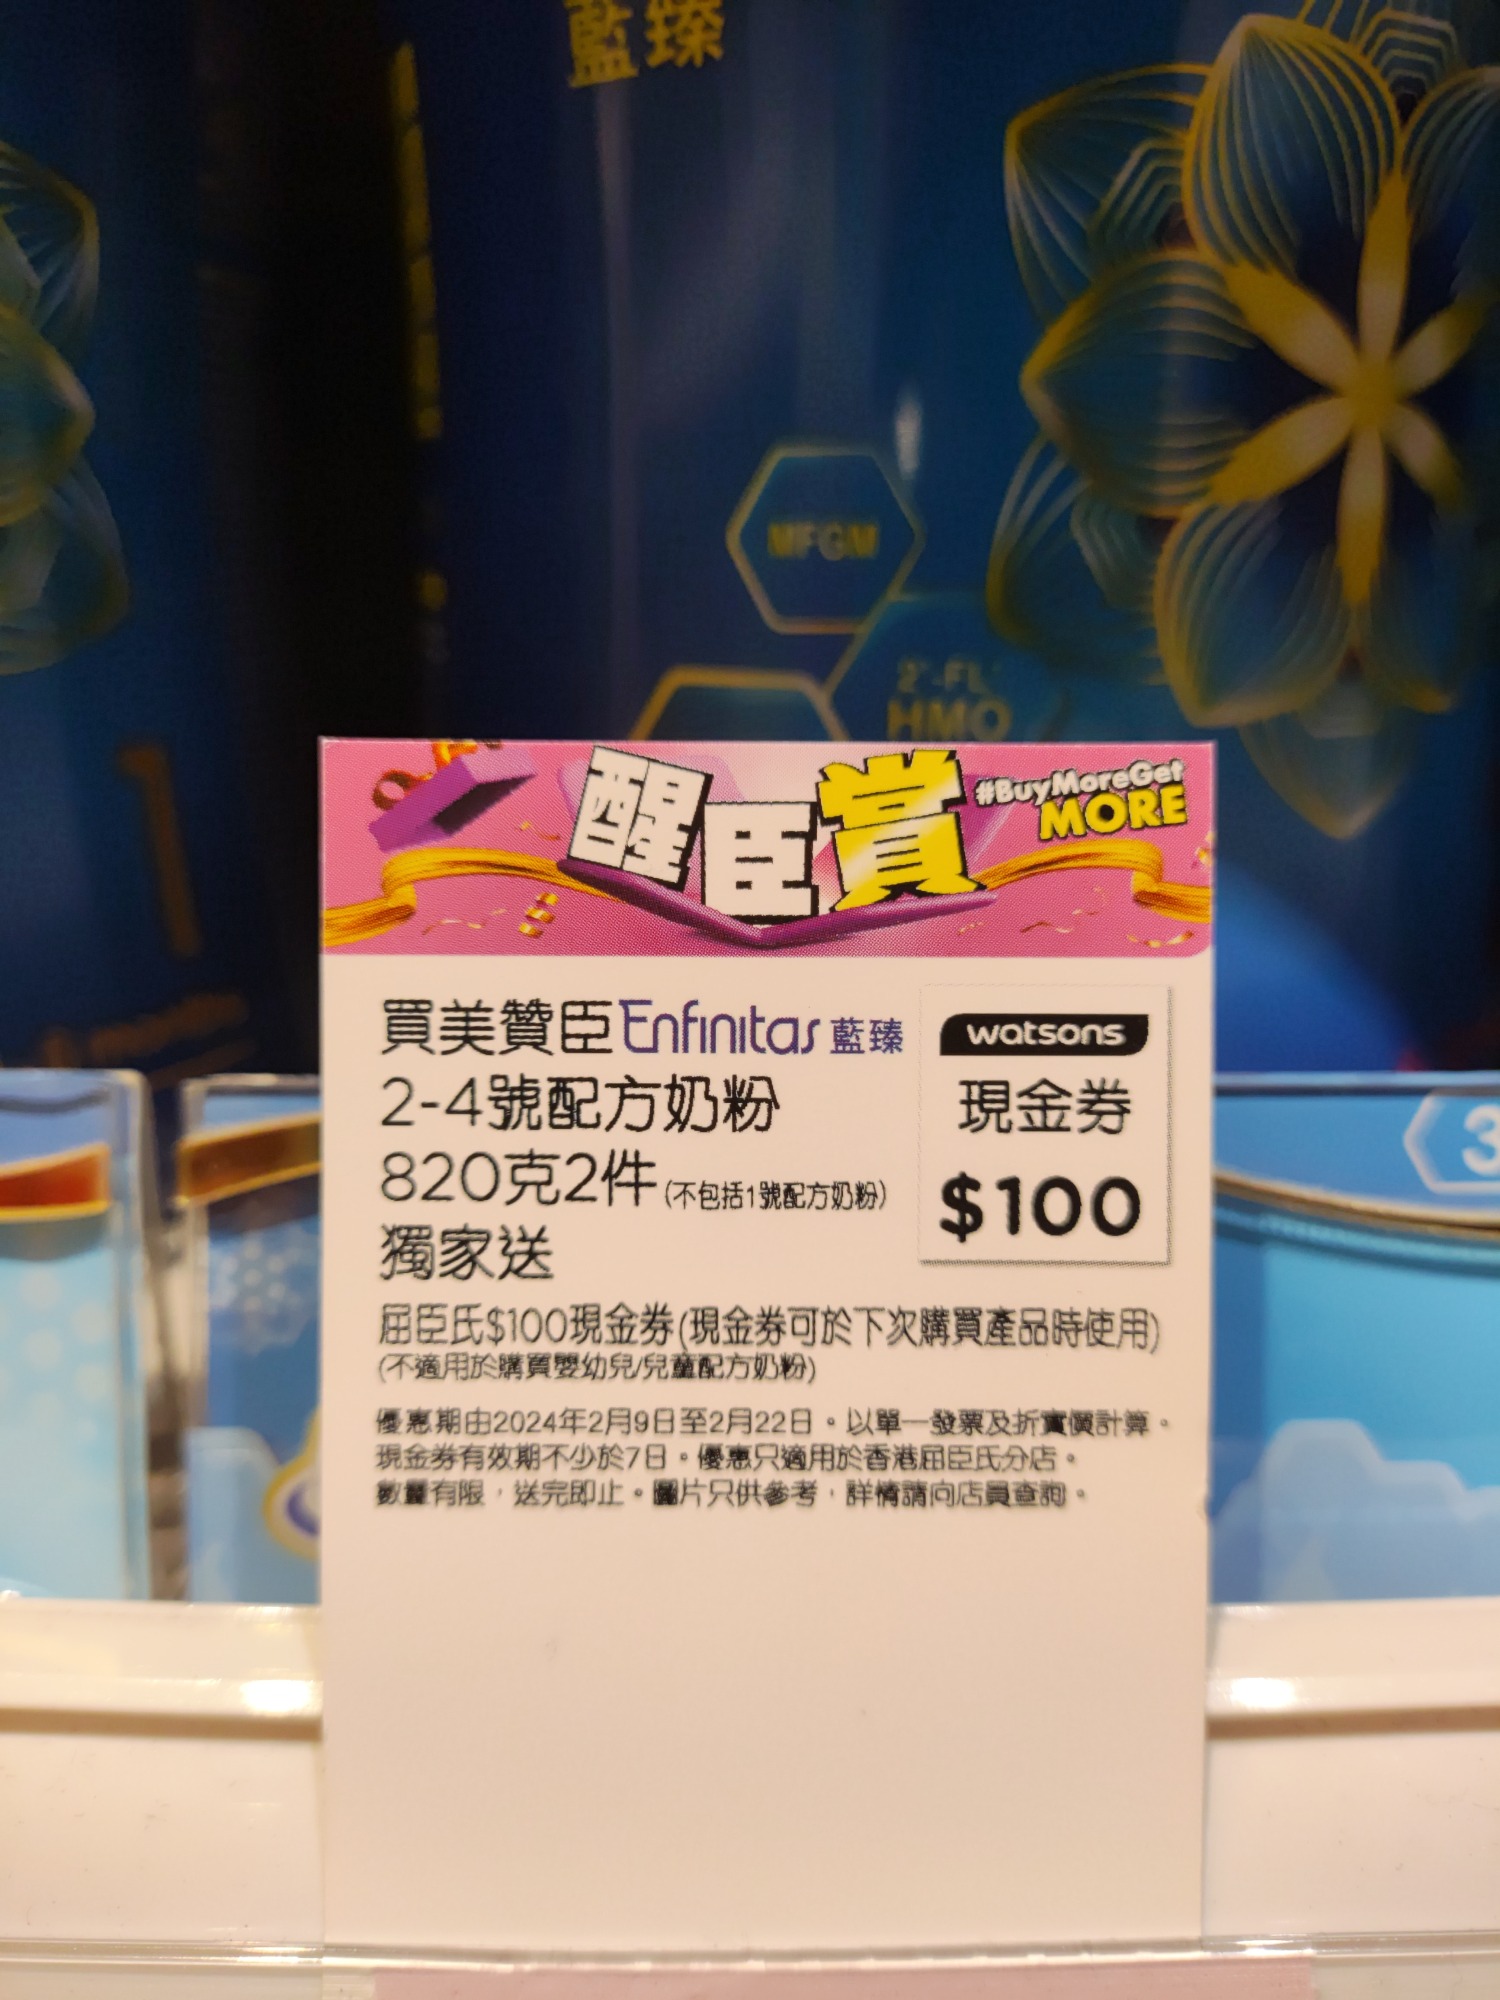 藍臻
MFGM
2'-FL
HMO
1
3
醒臣賞
#BuyMoreGet
MORE
買美贊臣Enfinitas 藍臻
2-4號配方奶粉
820克2件(不包括1號配方奶粉)
獨家送
watsons
現金券
$100
屈臣氏$100現金券(現金券可於下次購買產品時使用)
(不適用於購買嬰幼兒/兒童配方奶粉)
優惠期由2024年2月9日至2月22日。以單一發票及折實價計算。
現金券有效期不少於7日。優惠只適用於香港屈臣氏分店。
數量有限，送完即止。圖片只供參考，詳情請向店員查詢。